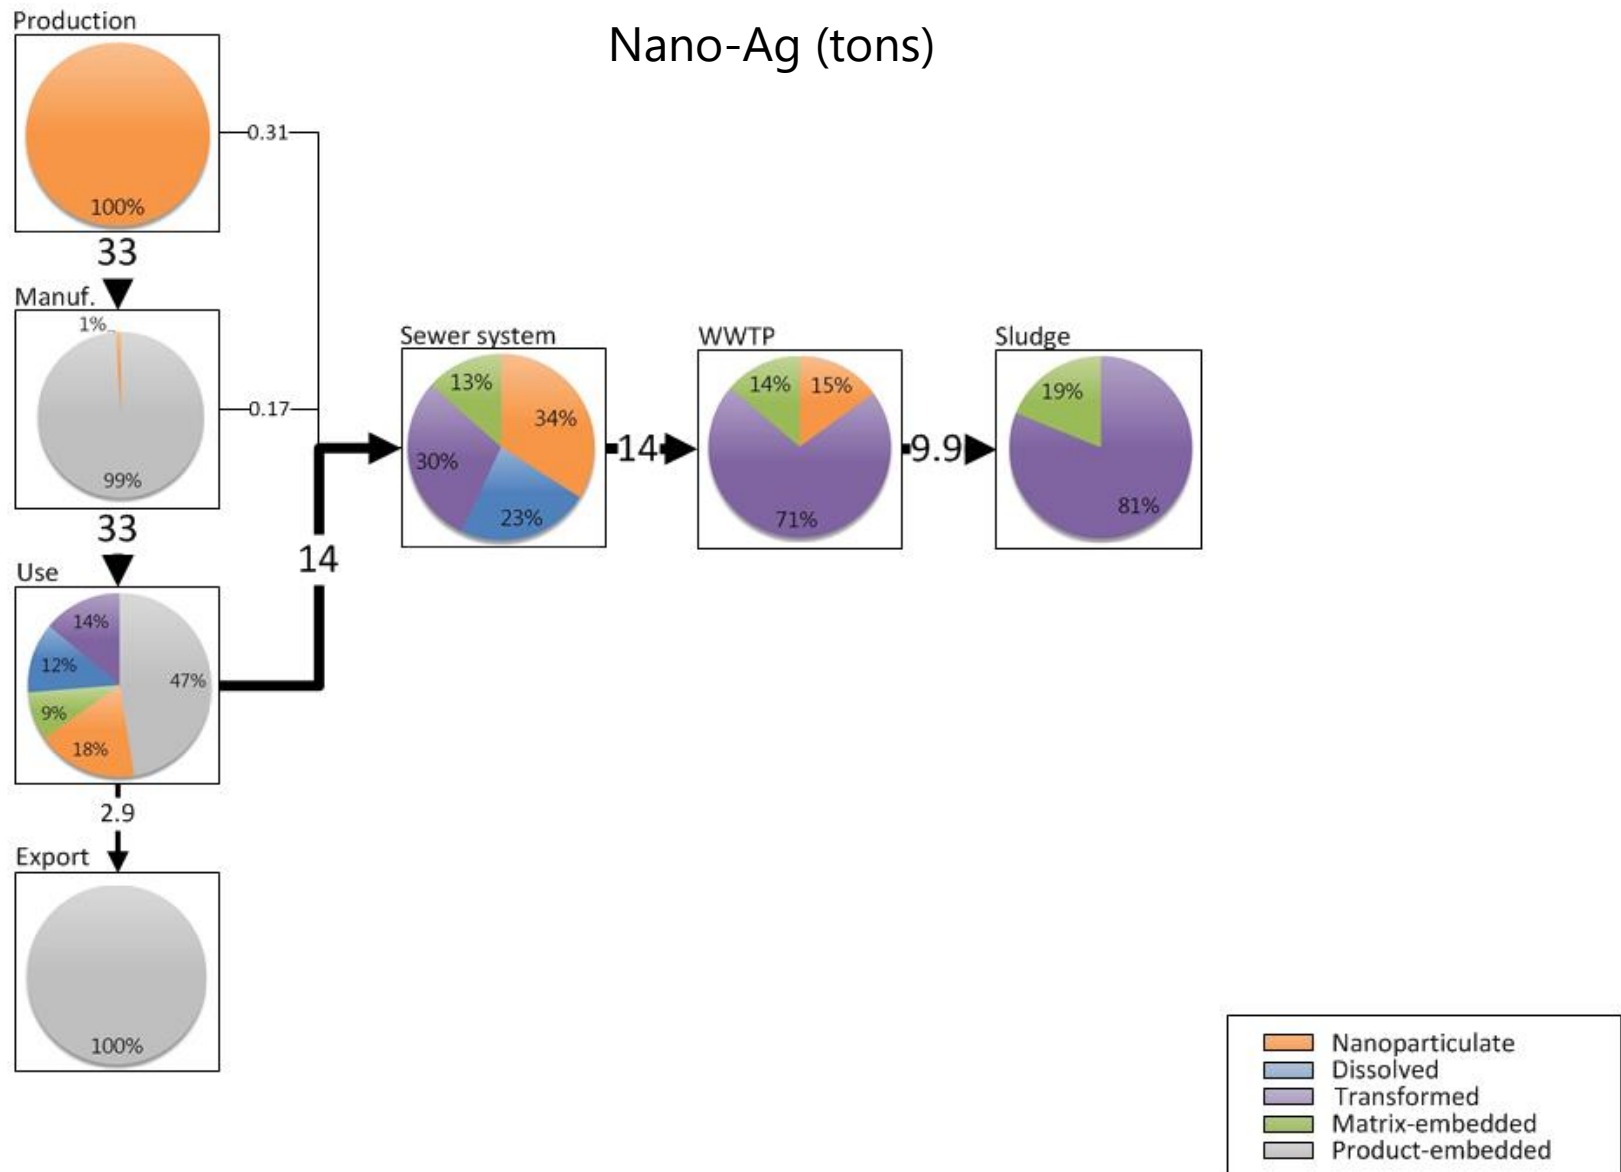 Nano-Ag (tons)
Production
100%
0.31
33
Manuf.
1%
99%
0.17
33
Use
14%
12%
9%
18%
47%
14
2.9
Export
100%
Sewer system
13%
34%
30%
23%
14
WWTP
14%
15%
71%
9.9
Sludge
19%
81%
Nanoparticulate
Dissolved
Transformed
Matrix-embedded
Product-embedded